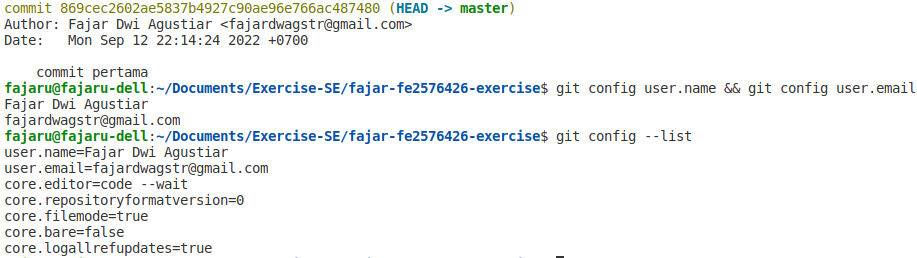 commit 869cec2602ae5837b4927c90ae96e766ac487480 (HEAD -> master)
Author: Fajar Dwi Agustiar <fajardwagstr@gmail.com>
Date:   Mon Sep 12 22:14:24 2022 +0700

    commit pertama
fajaru@fajaru-dell:~/Documents/Exercise-SE/fajar-fe2576426-exercise$ git config user.name && git config user.email
Fajar Dwi Agustiar
fajardwagstr@gmail.com
fajaru@fajaru-dell:~/Documents/Exercise-SE/fajar-fe2576426-exercise$ git config --list
user.name=Fajar Dwi Agustiar
user.email=fajardwagstr@gmail.com
core.editor=code --wait
core.repositoryformatversion=0
core.filemode=true
core.bare=false
core.logallrefupdates=true